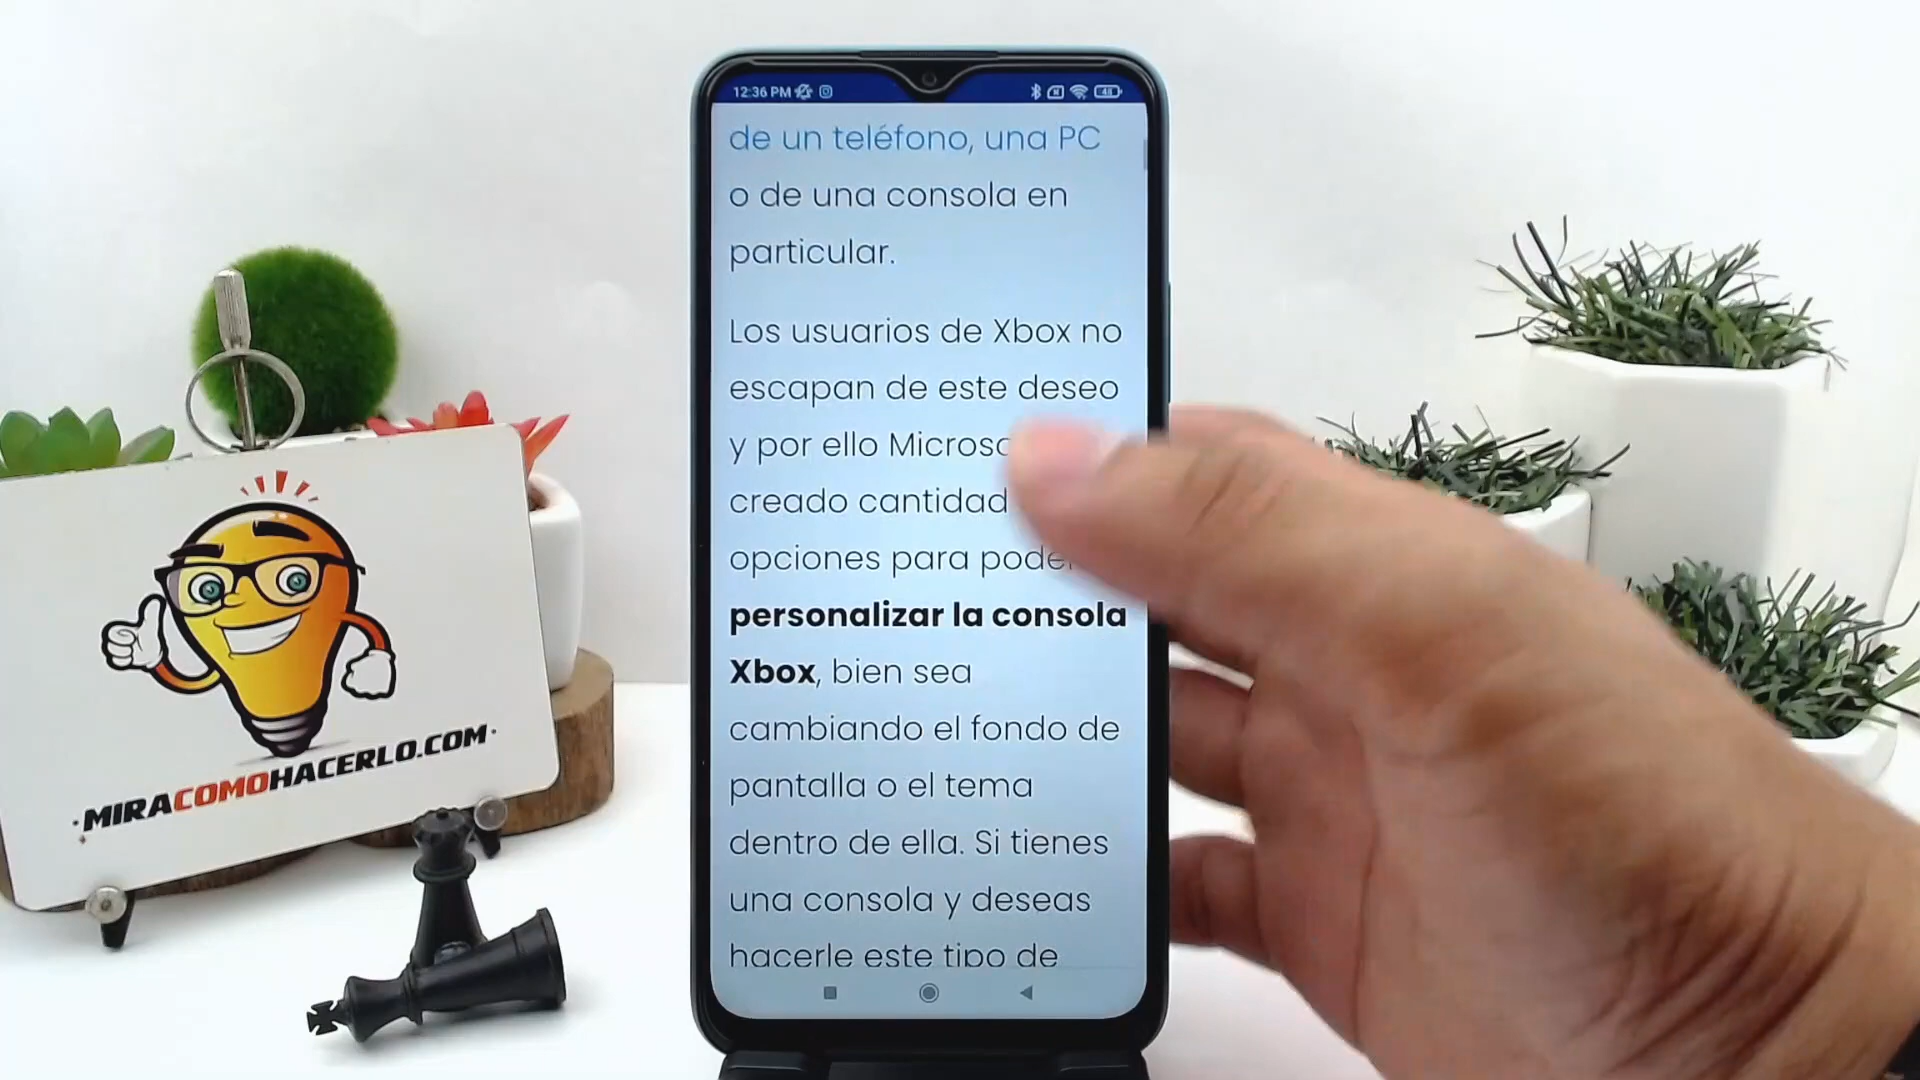 12:36 PM
48
de un teléfono, una PC
o de una consola en
particular.
Los usuarios de Xbox no
escapan de este deseo
y por ello
creado cantidad
opciones para
personalizar la consola
Xbox, bien sea
cambiando el fondo de
pantalla o el tema
dentro de ella. Si tienes
una consola y deseas
hacerle este tipo de
·MIRACOMOHACERLO.COM·